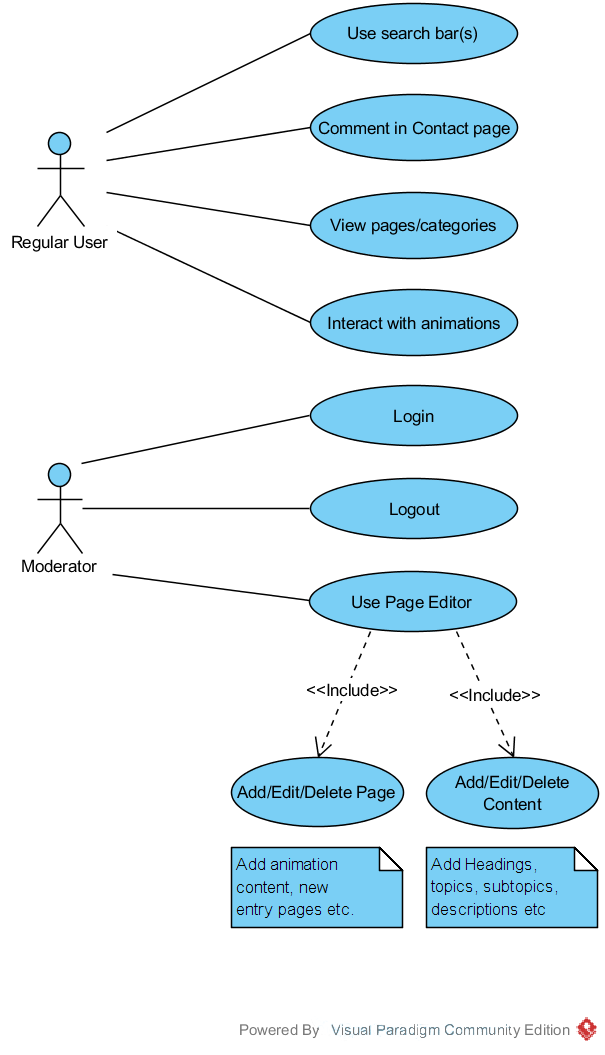 Use search bar(s)
Comment in Contact page
View pages/categories
Regular User
Interact with animations
Login
Logout
Moderator
Use Page Editor
<<Include>>
<<Include>>
Add/Edit/Delete Page
Add/Edit/Delete
Content
Add animation
content, new
entry pages etc.
Add Headings,
topics, subtopics,
descriptions etc
Powered By Visual Paradigm Community Edition